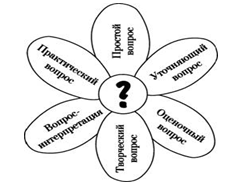 Простой
вопрос
Уточняющий
вопрос
Оценочный
вопрос
Творческий
вопрос
Вопрос-
интерпретация
Практический
вопрос
?